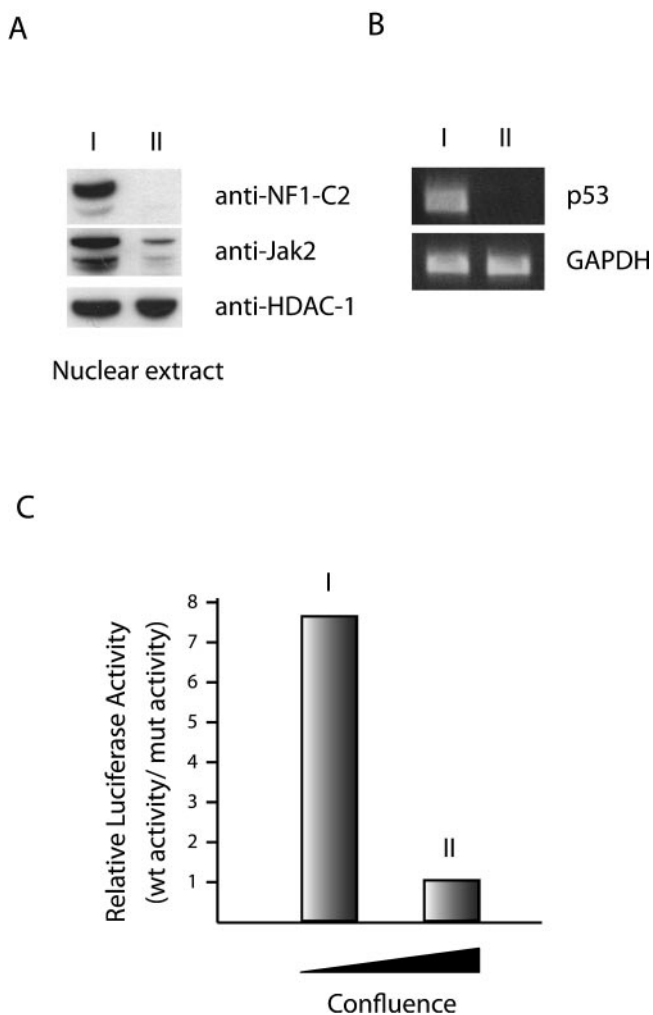 A
B
I II
anti-NF1-C2
anti-Jak2
anti-HDAC-1
Nuclear extract
I II
p53
GAPDH
C
Relative Luciferase Activity
(wt activity/ mut activity)
8
7
6
5
4
3
2
1
I
II
Confluence